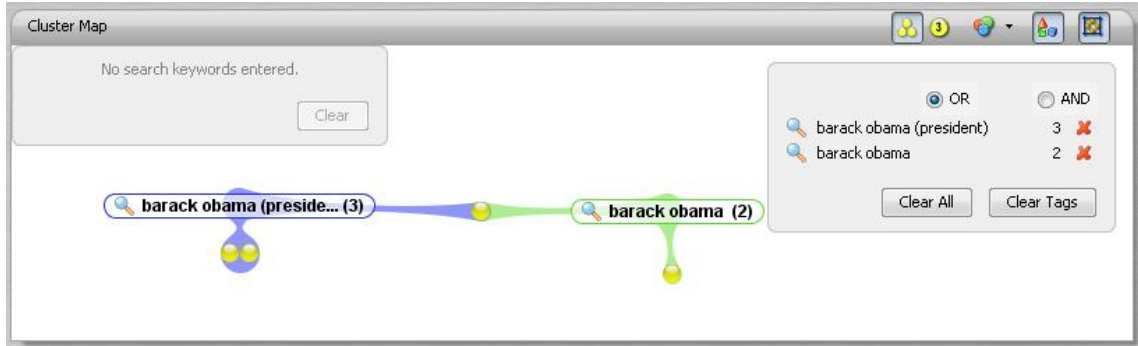 Cluster Map
3
No search keywords entered.
Clear
OR AND
barack obama (president) 3
barack obama 2
Clear All Clear Tags
barack obama (preside... (3)
barack obama (2)